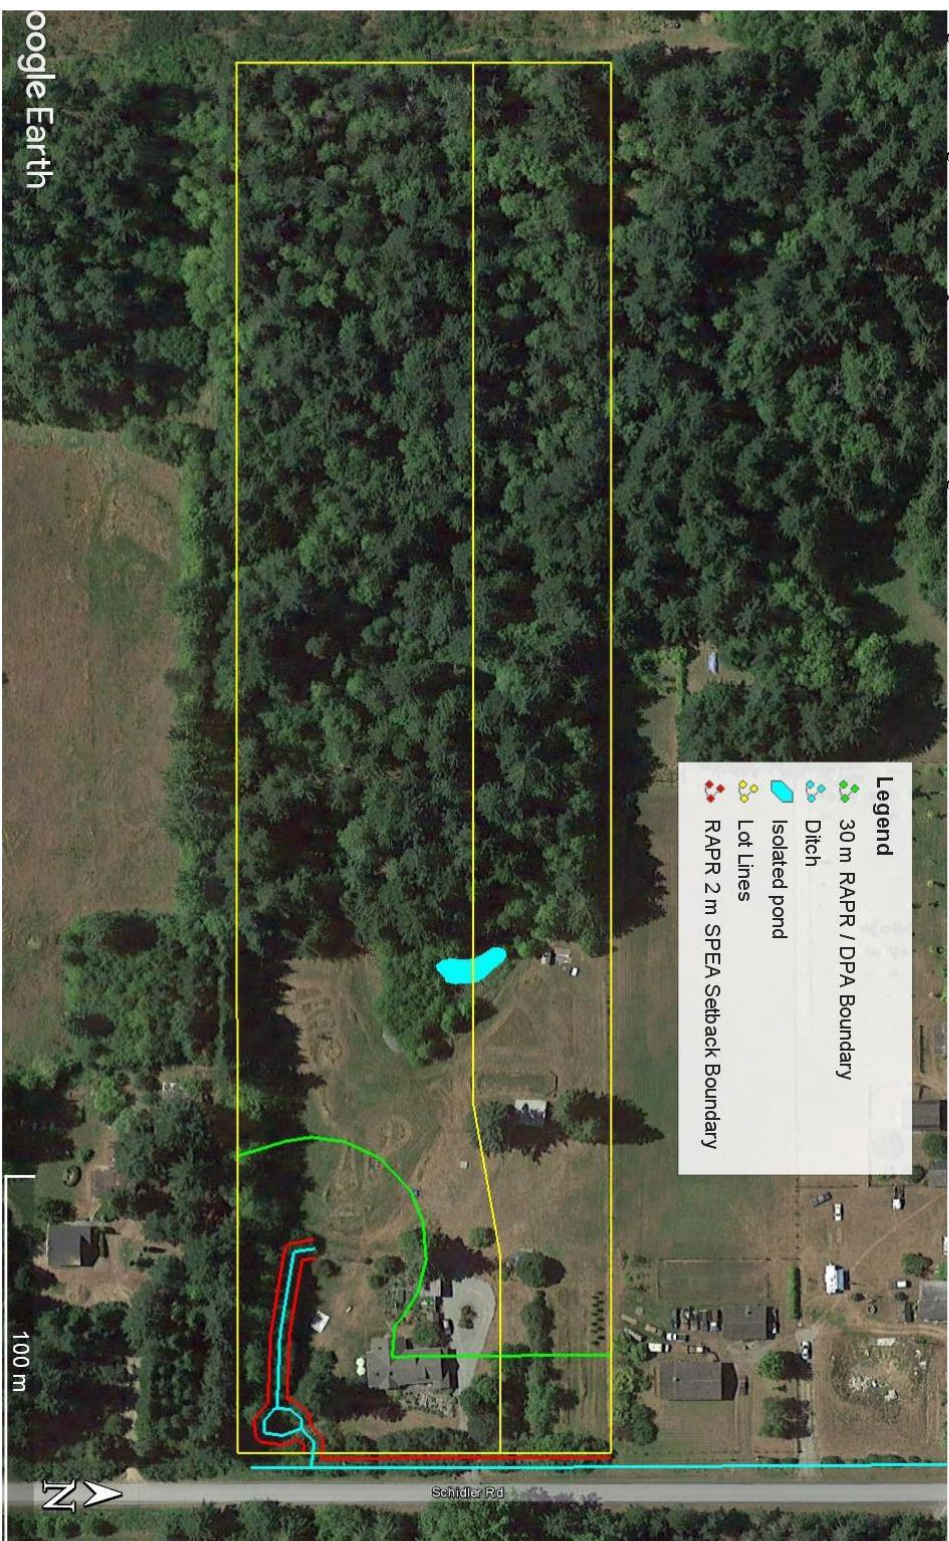 oogle Earth
Legend
30 m RAPR / DPA Boundary
Ditch
Isolated pond
Lot Lines
RAPR 2 m SPEA Setback Boundary
100 m
N
Schidler Rd